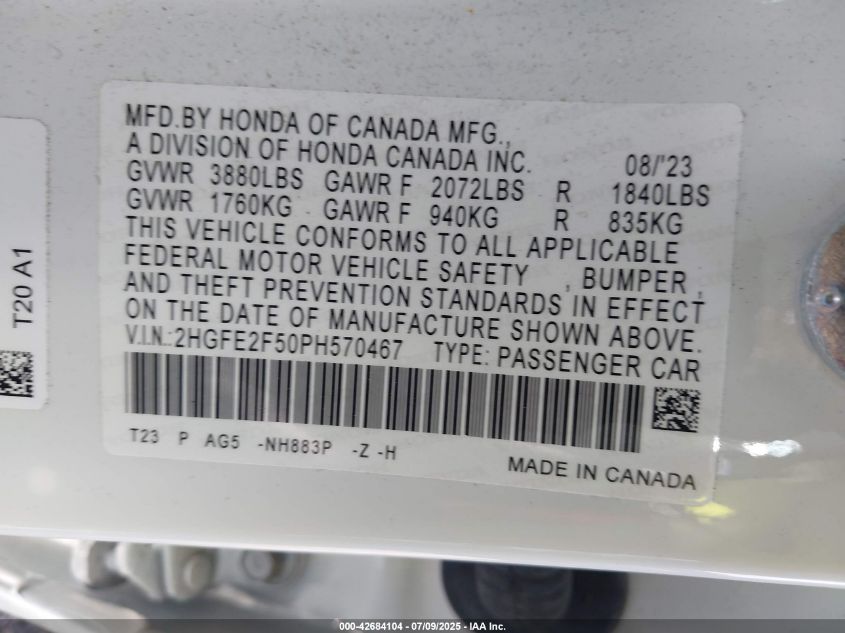 MFD.BY HONDA OF CANADA MFG.,
A DIVISION OF HONDA CANADA INC. 08/'23
GVWR 3880LBS GAWR F 2072LBS R 1840LBS
GVWR 1760KG GAWR F 940KG R 835KG
THIS VEHICLE CONFORMS TO ALL APPLICABLE
FEDERAL MOTOR VEHICLE SAFETY , BUMPER ,
AND THEFT PREVENTION STANDARDS IN EFFECT
ON THE DATE OF MANUFACTURE SHOWN ABOVE.
V.I.N.:2HGFE2F50PH570467 TYPE: PASSENGER CAR
T23 P AG5 -NH883P -Z -H
MADE IN CANADA
T20 A1
000-42684104 - 07/09/2025 - IAA Inc.